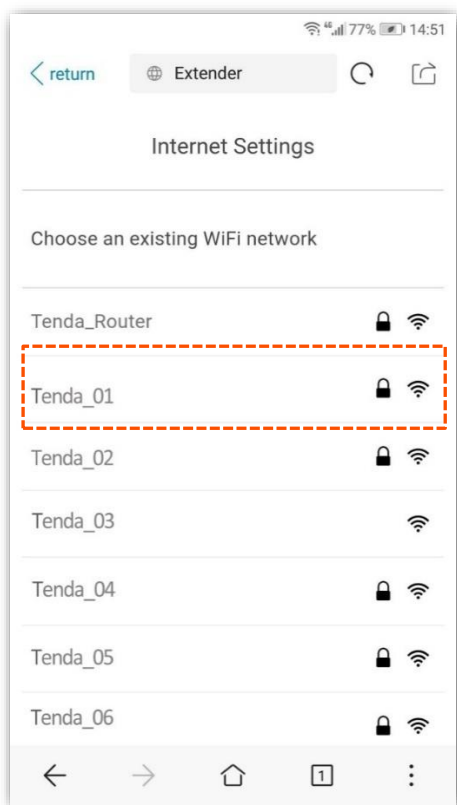 4G 77% 14:51
return Extender
Internet Settings
Choose an existing WiFi network
Tenda_Router
Tenda_01
Tenda_02
Tenda_03
Tenda_04
Tenda_05
Tenda_06
1